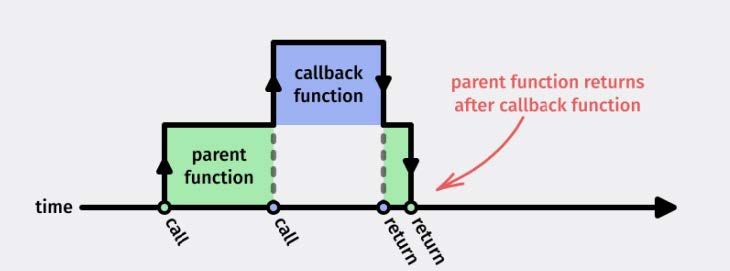 callback
function
parent function returns
after callback function
parent
function
time
call
call
return
return